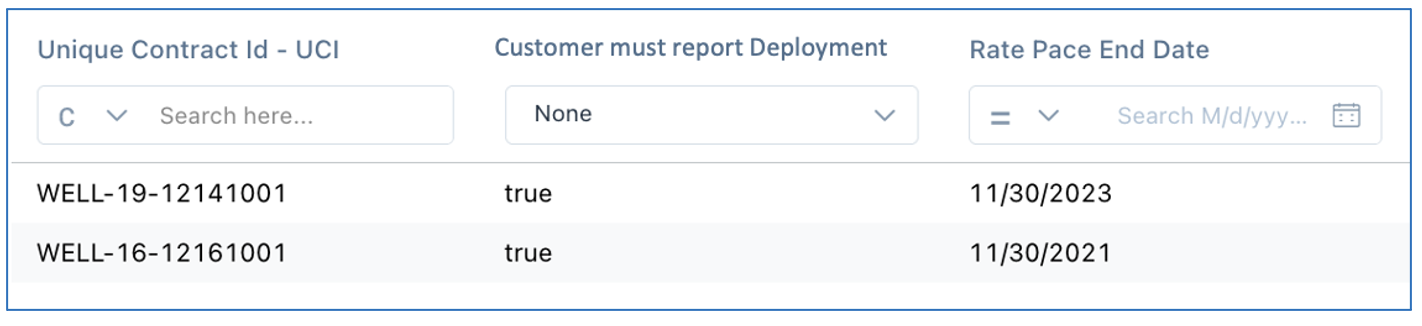 Unique Contract Id - UCI Customer must report Deployment Rate Pace End Date
C Search here... None = Search M/d/yyy...
WELL-19-12141001 true 11/30/2023
WELL-16-12161001 true 11/30/2021